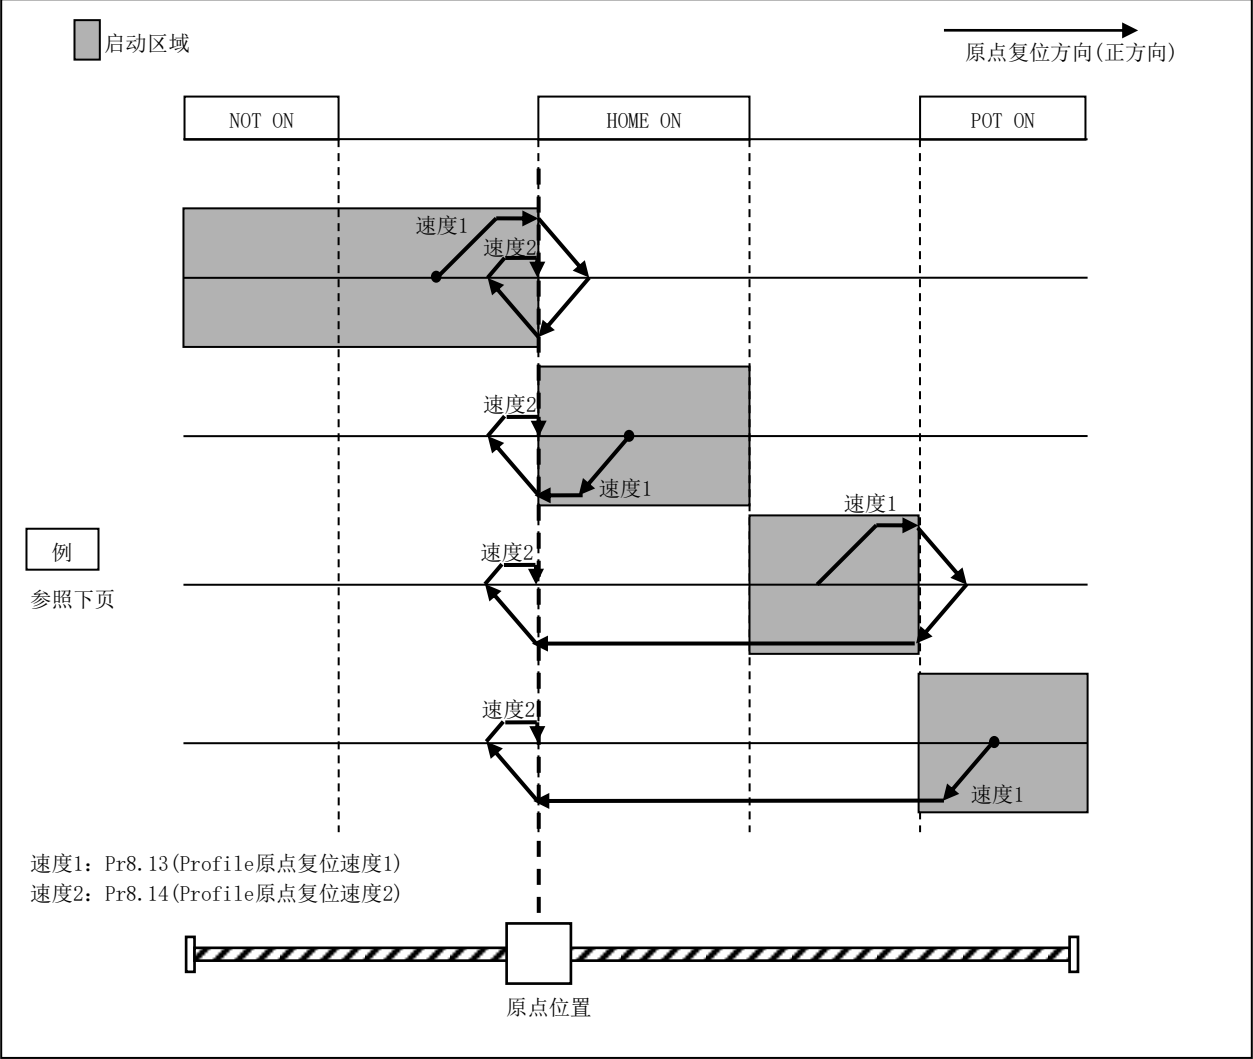 启动区域
原点复位方向(正方向)
NOT ON
HOME ON
POT ON
速度1
速度2
速度2
速度1
速度1
例
速度2
参照下页
速度2
速度1
速度1：Pr8.13(Profile原点复位速度1)
速度2：Pr8.14(Profile原点复位速度2)
原点位置